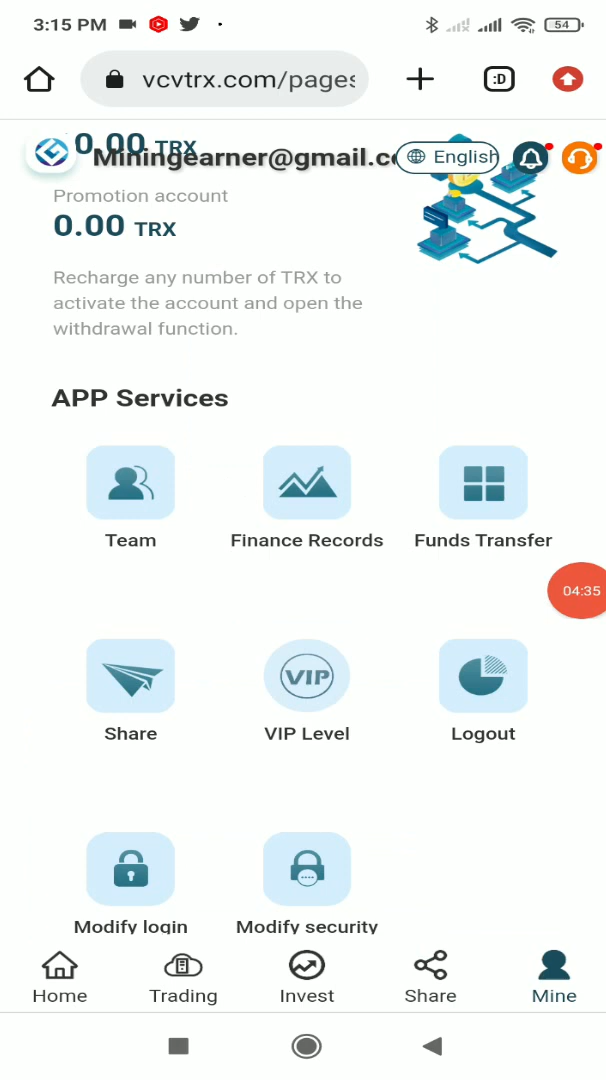 3:15 PM
54
vcvtrx.com/pages
:D
0.00 TRX
Miningearner@gmail.c
English
Promotion account
0.00 TRX
Recharge any number of TRX to
activate the account and open the
withdrawal function.
APP Services
Team
Finance Records
Funds Transfer
04:35
Share
VIP
VIP Level
Logout
Modify login
Modify security
Home
Trading
Invest
Share
Mine